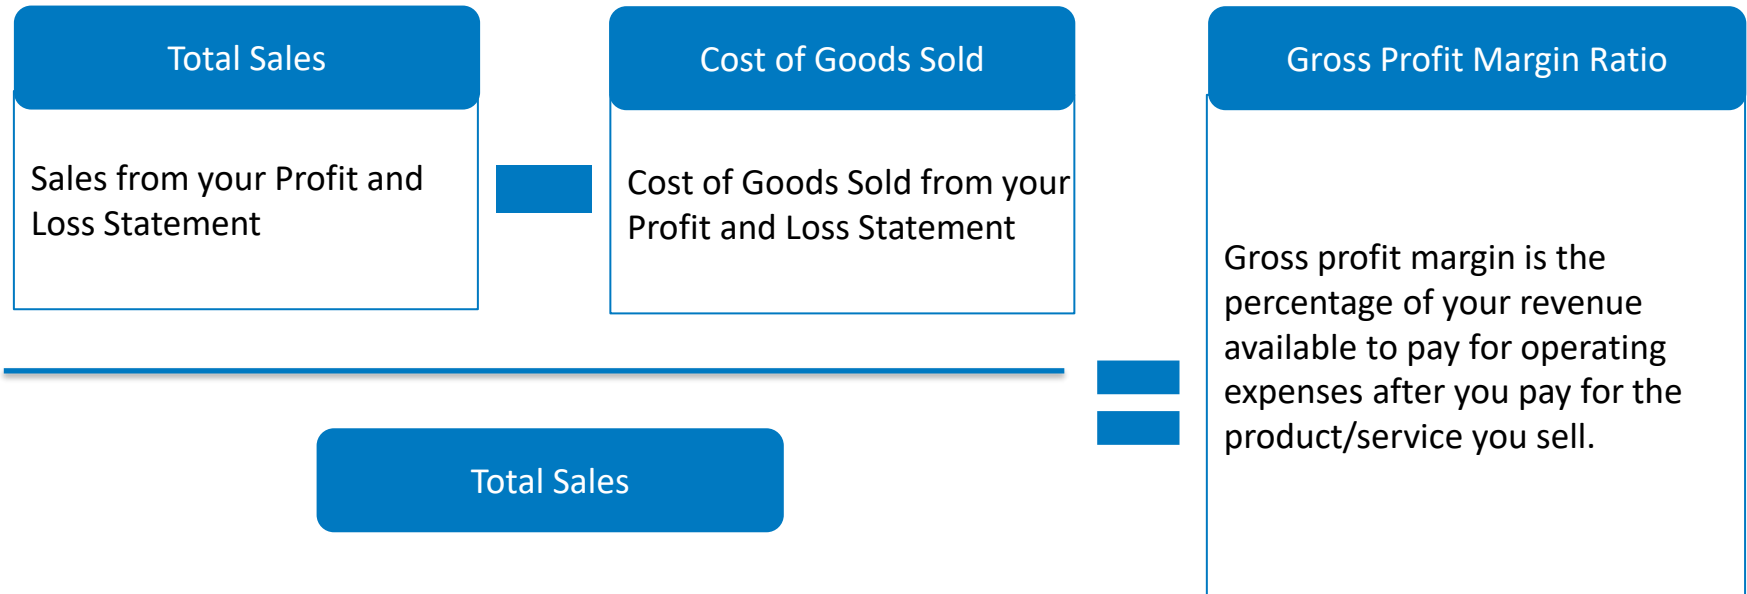 Total Sales
Sales from your Profit and
Loss Statement
Cost of Goods Sold
Cost of Goods Sold from your
Profit and Loss Statement
Total Sales
Gross Profit Margin Ratio
Gross profit margin is the
percentage of your revenue
available to pay for operating
expenses after you pay for the
product/service you sell.